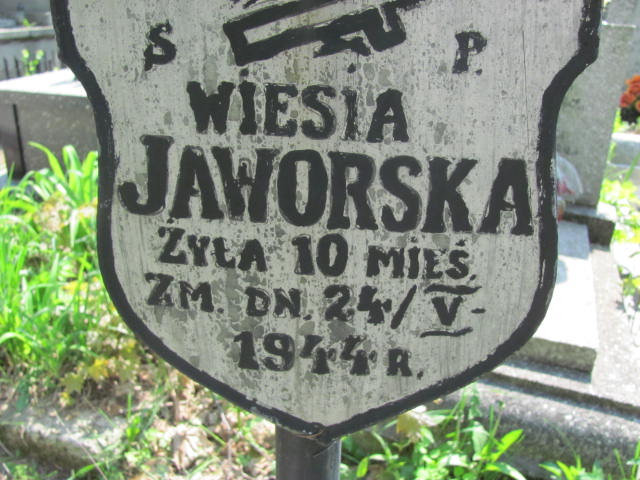 Ś P.
WIESIA
JAWORSKA
ŻYŁA 10 MIEŚ.
ZM. DN. 24/V-
1944 R.